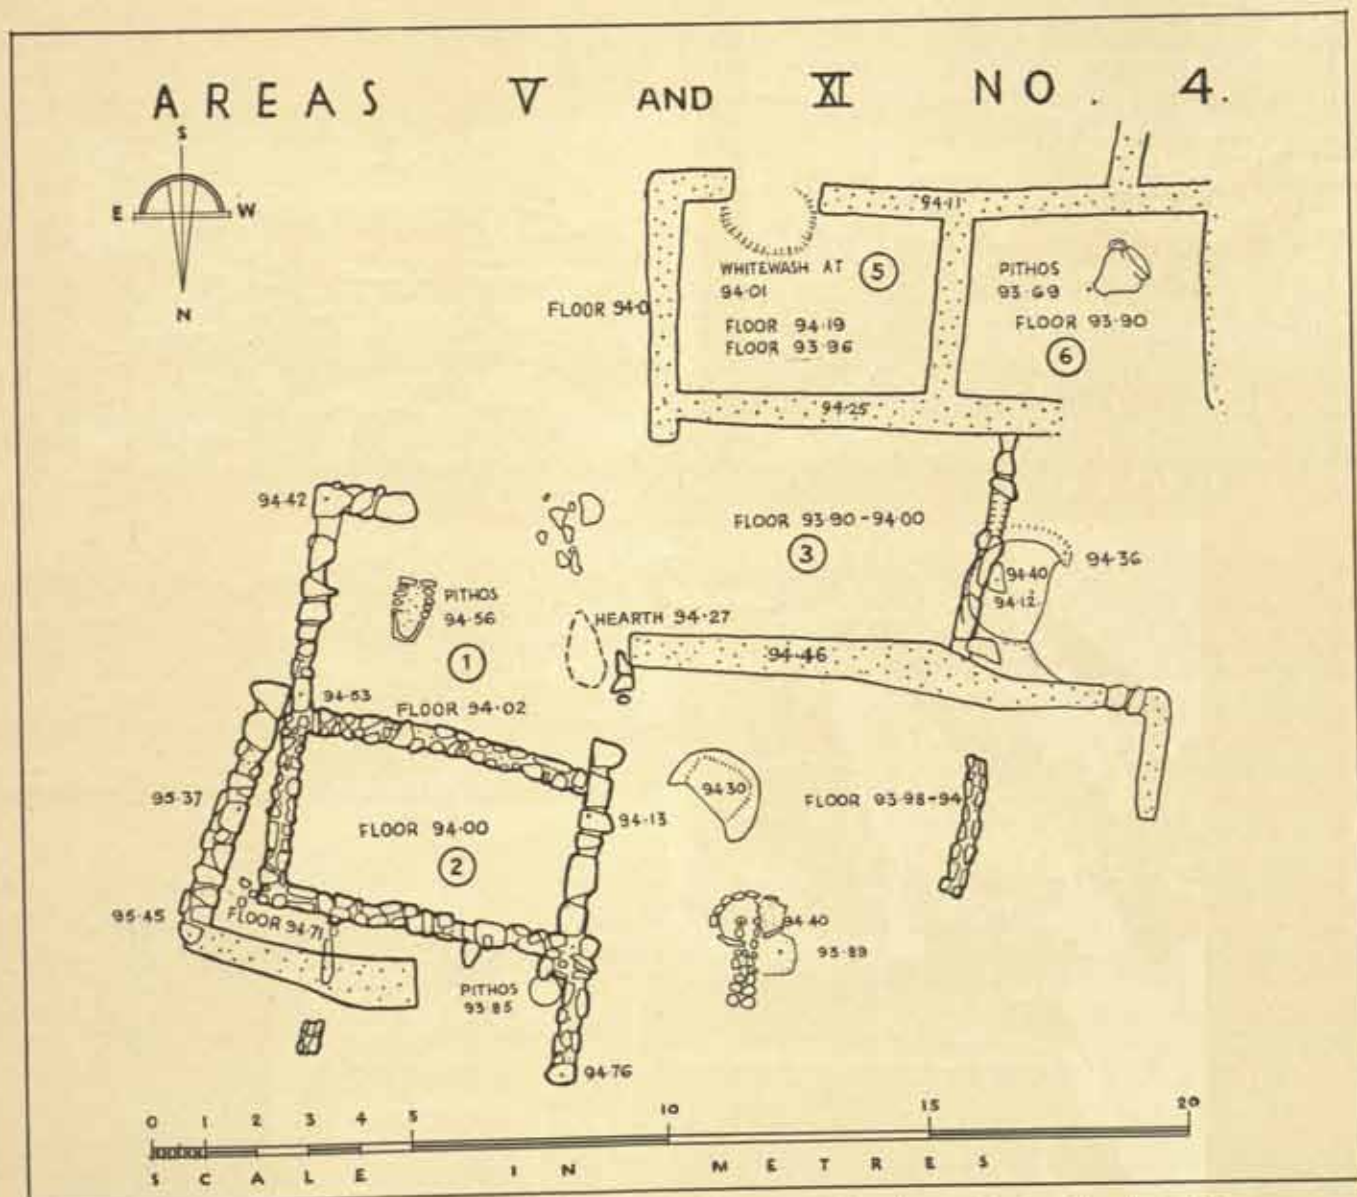 AREAS V AND XI NO. 4.
S
E W
N
94·11
WHITEWASH AT 5
94·01
PITHOS
93·69
FLOOR 94·0
FLOOR 94·19
FLOOR 93·96
FLOOR 93·90
6
94·25
94·42
FLOOR 93·90-94·00
3
94·36
94·40
94·12
PITHOS
94·56
HEARTH 94·27
1
94·46
94·53
FLOOR 94·02
95·37
94·30
FLOOR 93·98-94
94·13
FLOOR 94·00
2
95·45
FLOOR 94·71
94·40
93·89
PITHOS
93·85
94·76
0 1 2 3 4 5 10 15 20
SCALE IN METRES